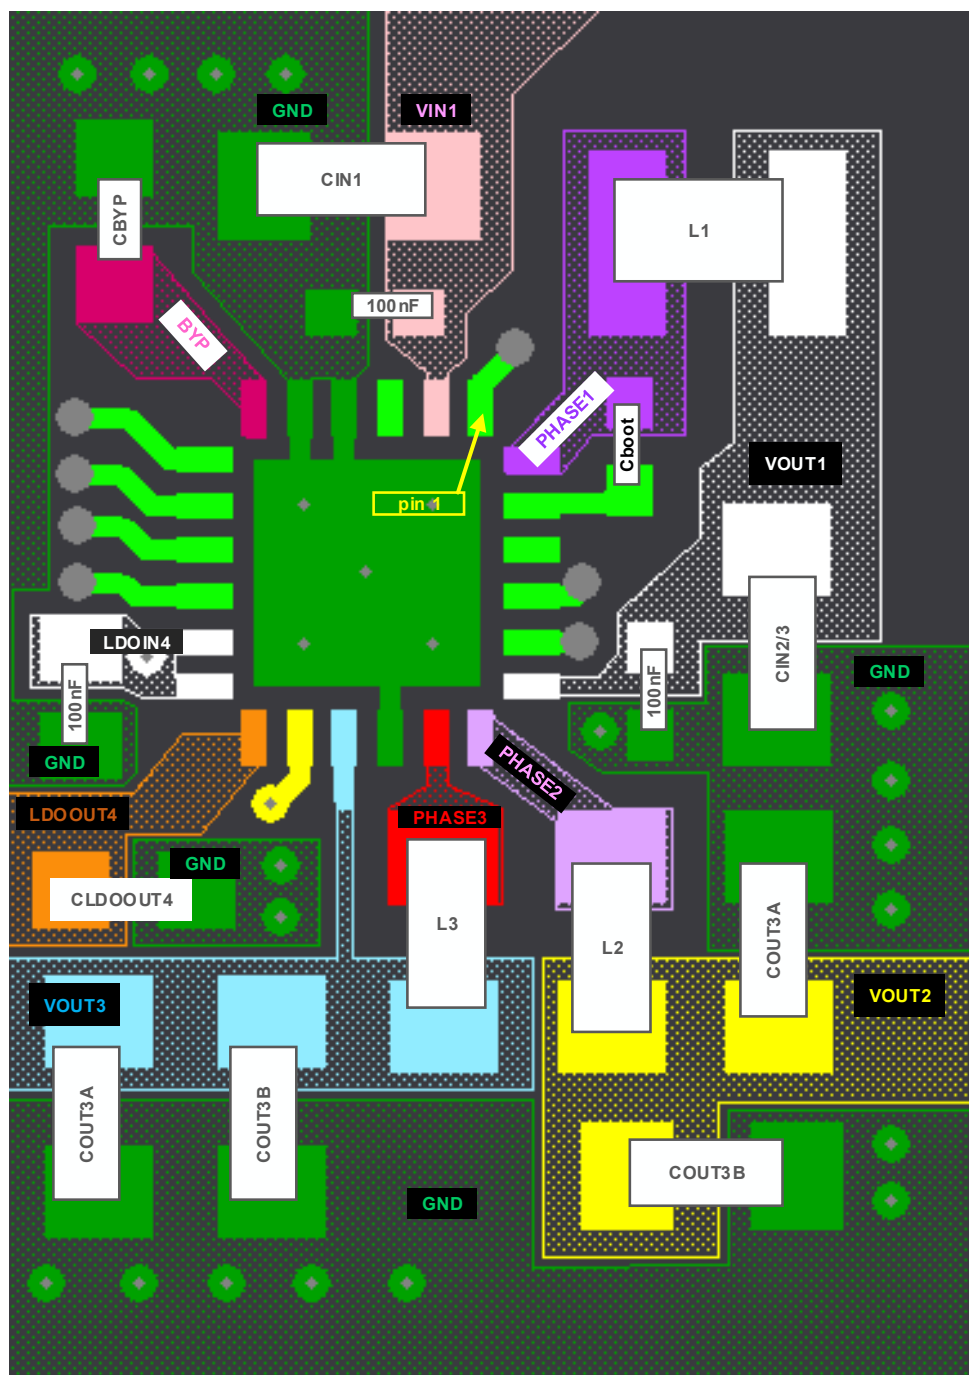 GND
VIN1
CIN1
CBYP
L1
100nF
BYP
PHASE1
Cboot
VOUT1
pin 1
LDOIN4
CIN2/3
100nF
100nF
GND
GND
PHASE2
LDOOUT4
PHASE3
GND
CLDOOUT4
L3
L2
COUT3A
VOUT3
VOUT2
COUT3A
COUT3B
COUT3B
GND